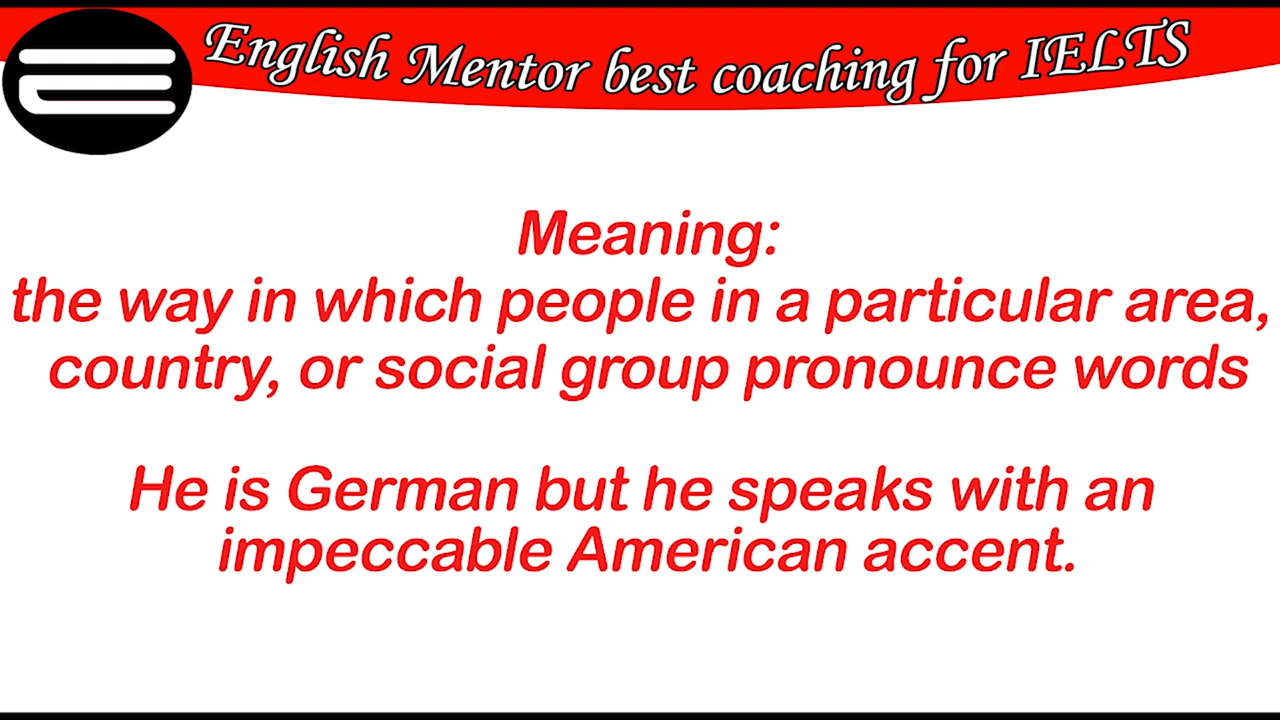 English Mentor best coaching for IELTS
Meaning:
the way in which people in a particular area,
country, or social group pronounce words
He is German but he speaks with an
impeccable American accent.